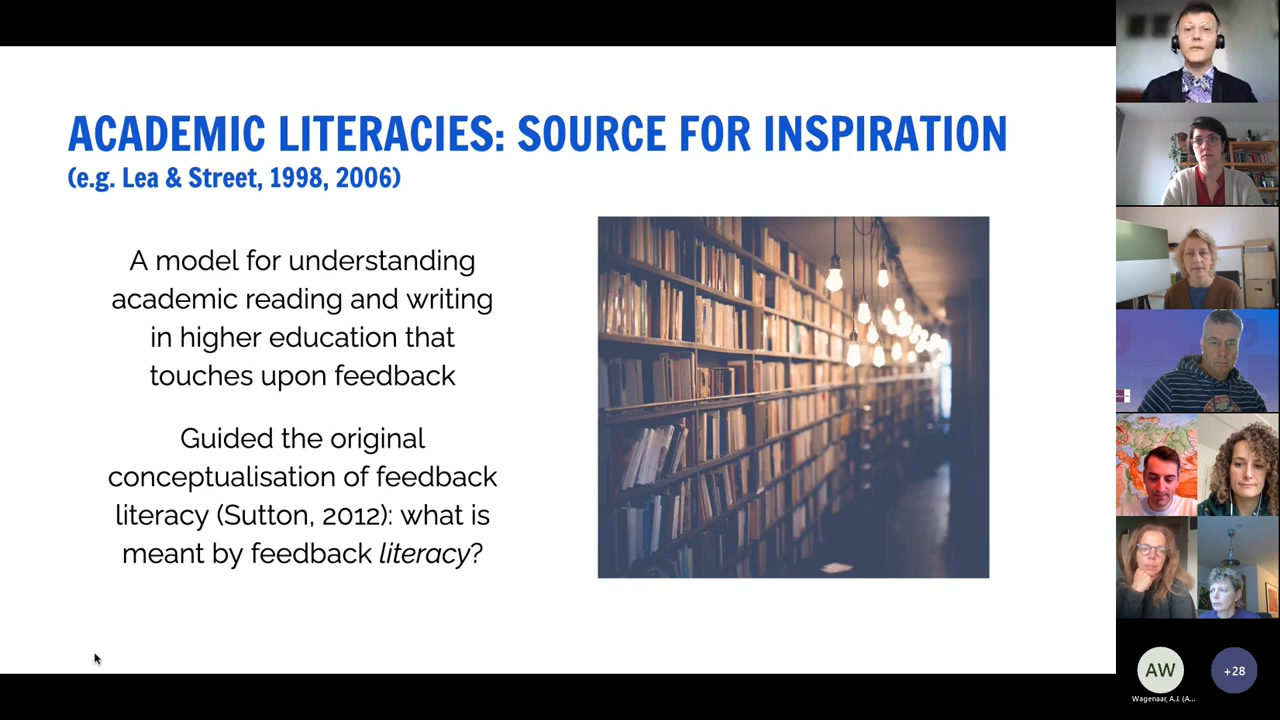 ACADEMIC LITERACIES: SOURCE FOR INSPIRATION
(e.g. Lea & Street, 1998, 2006)
A model for understanding
academic reading and writing
in higher education that
touches upon feedback
Guided the original
conceptualisation of feedback
literacy (Sutton, 2012): what is
meant by feedback literacy?
AW
+28
Wagenaar, A.J. (A...